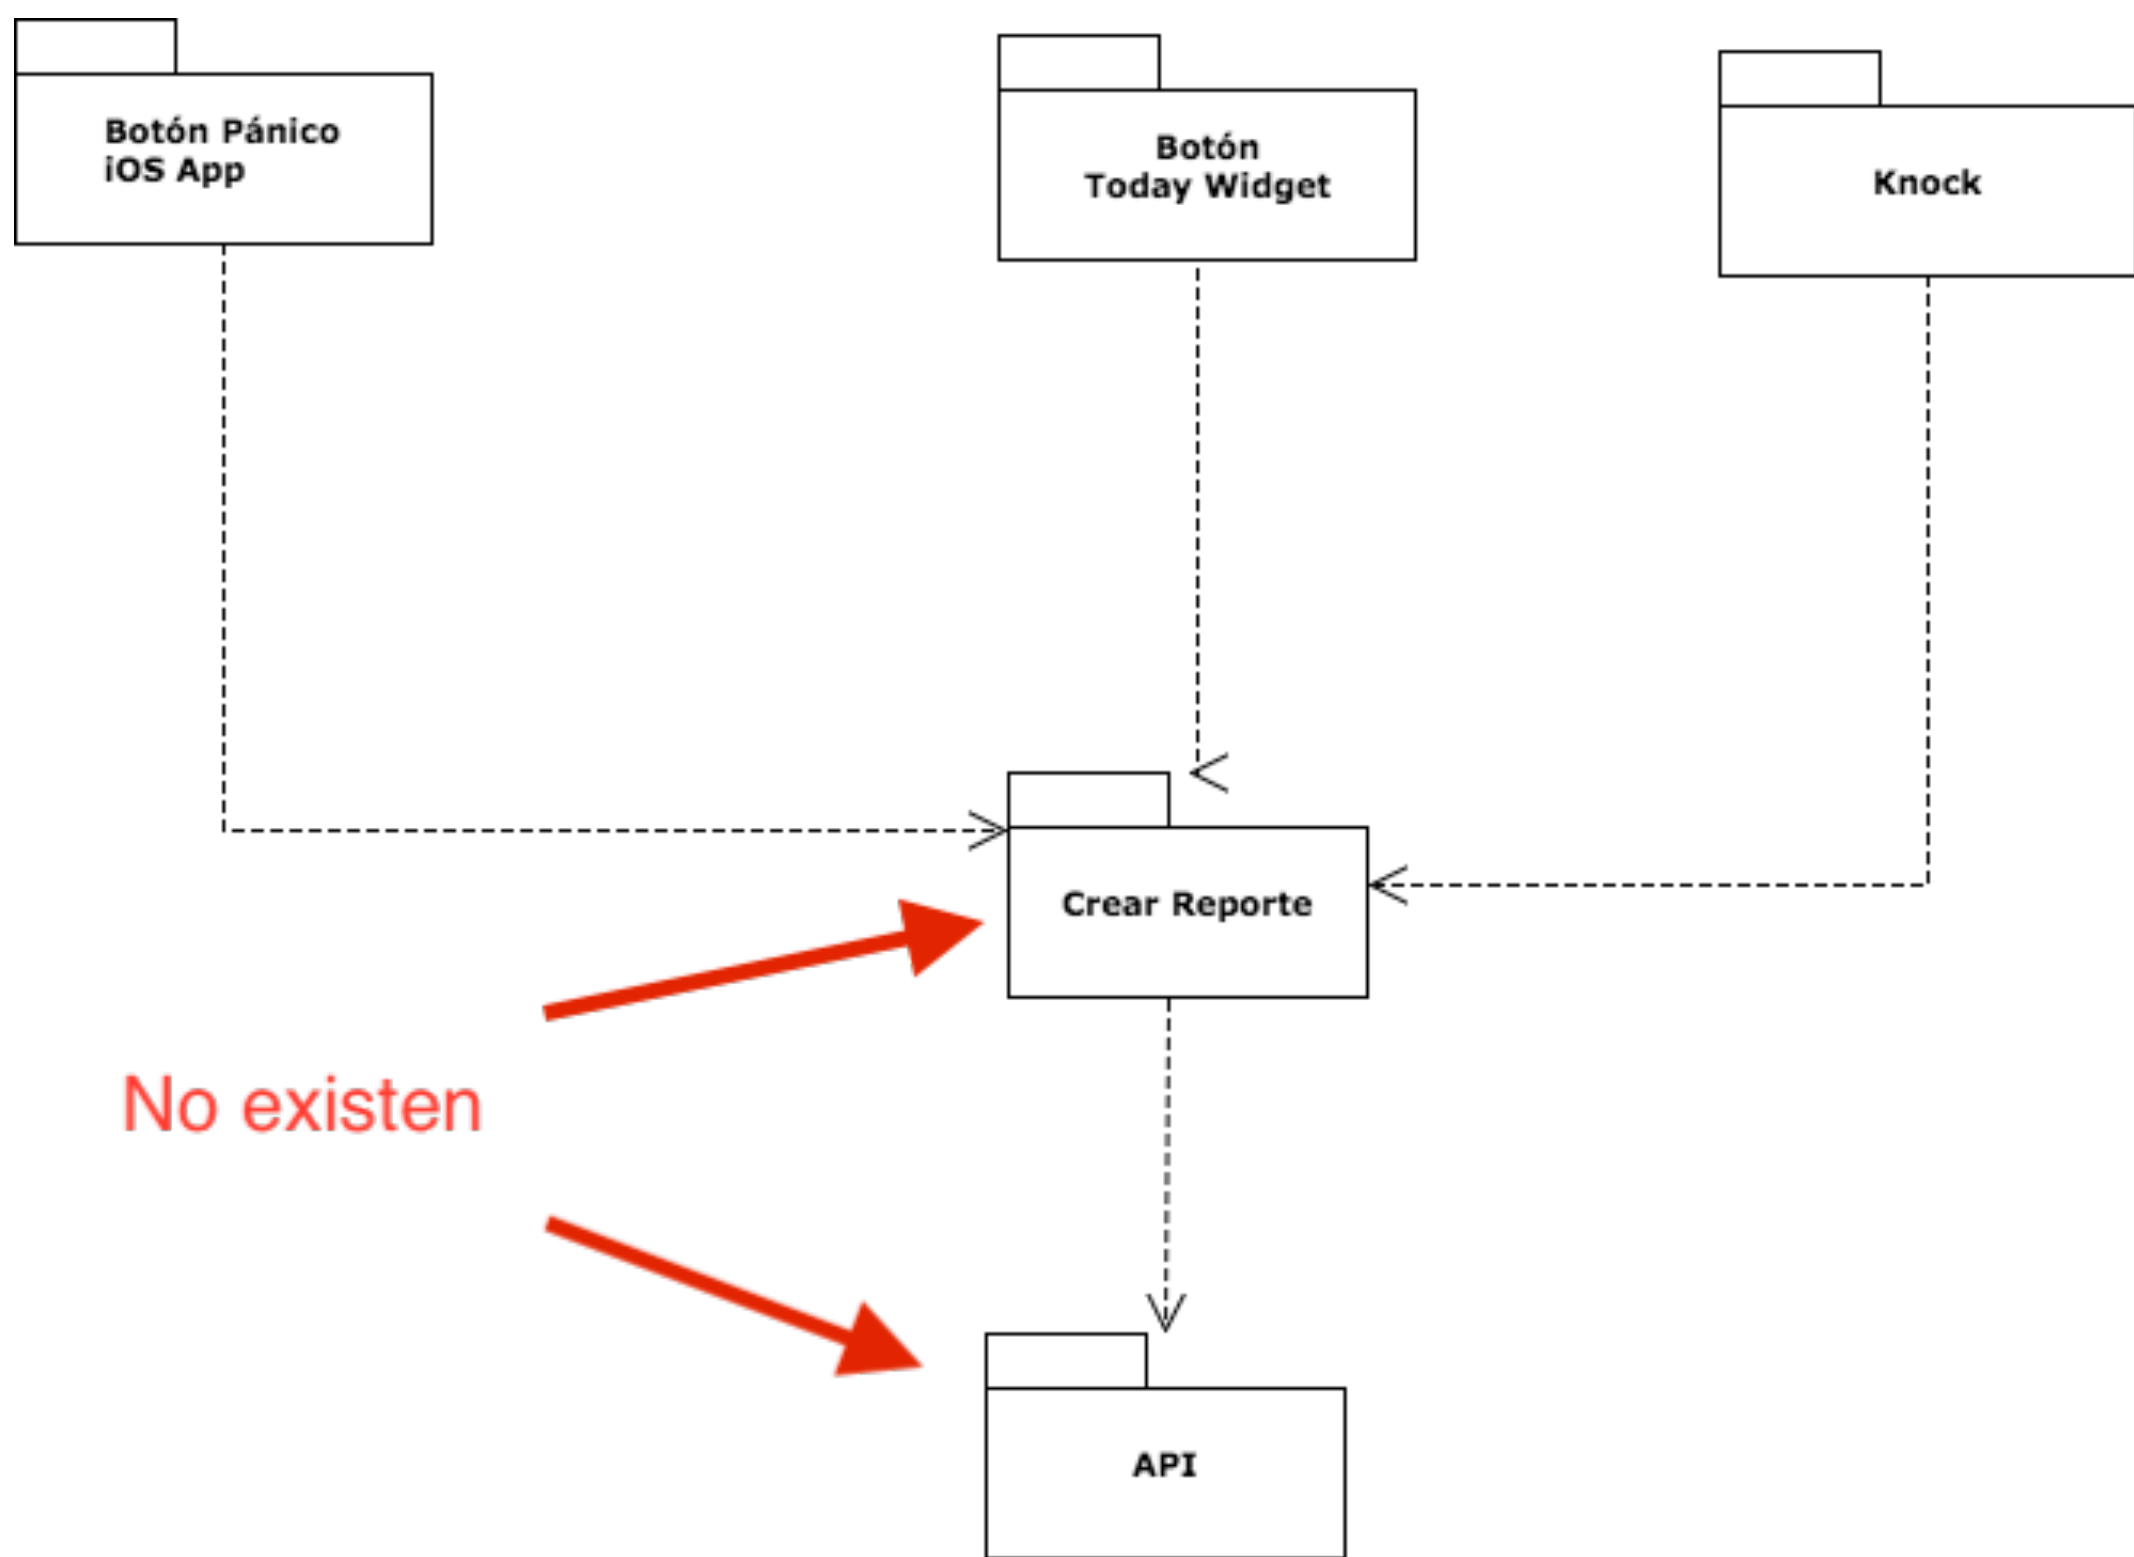 Botón Pánico
iOS App
Botón
Today Widget
Knock
Crear Reporte
No existen
API